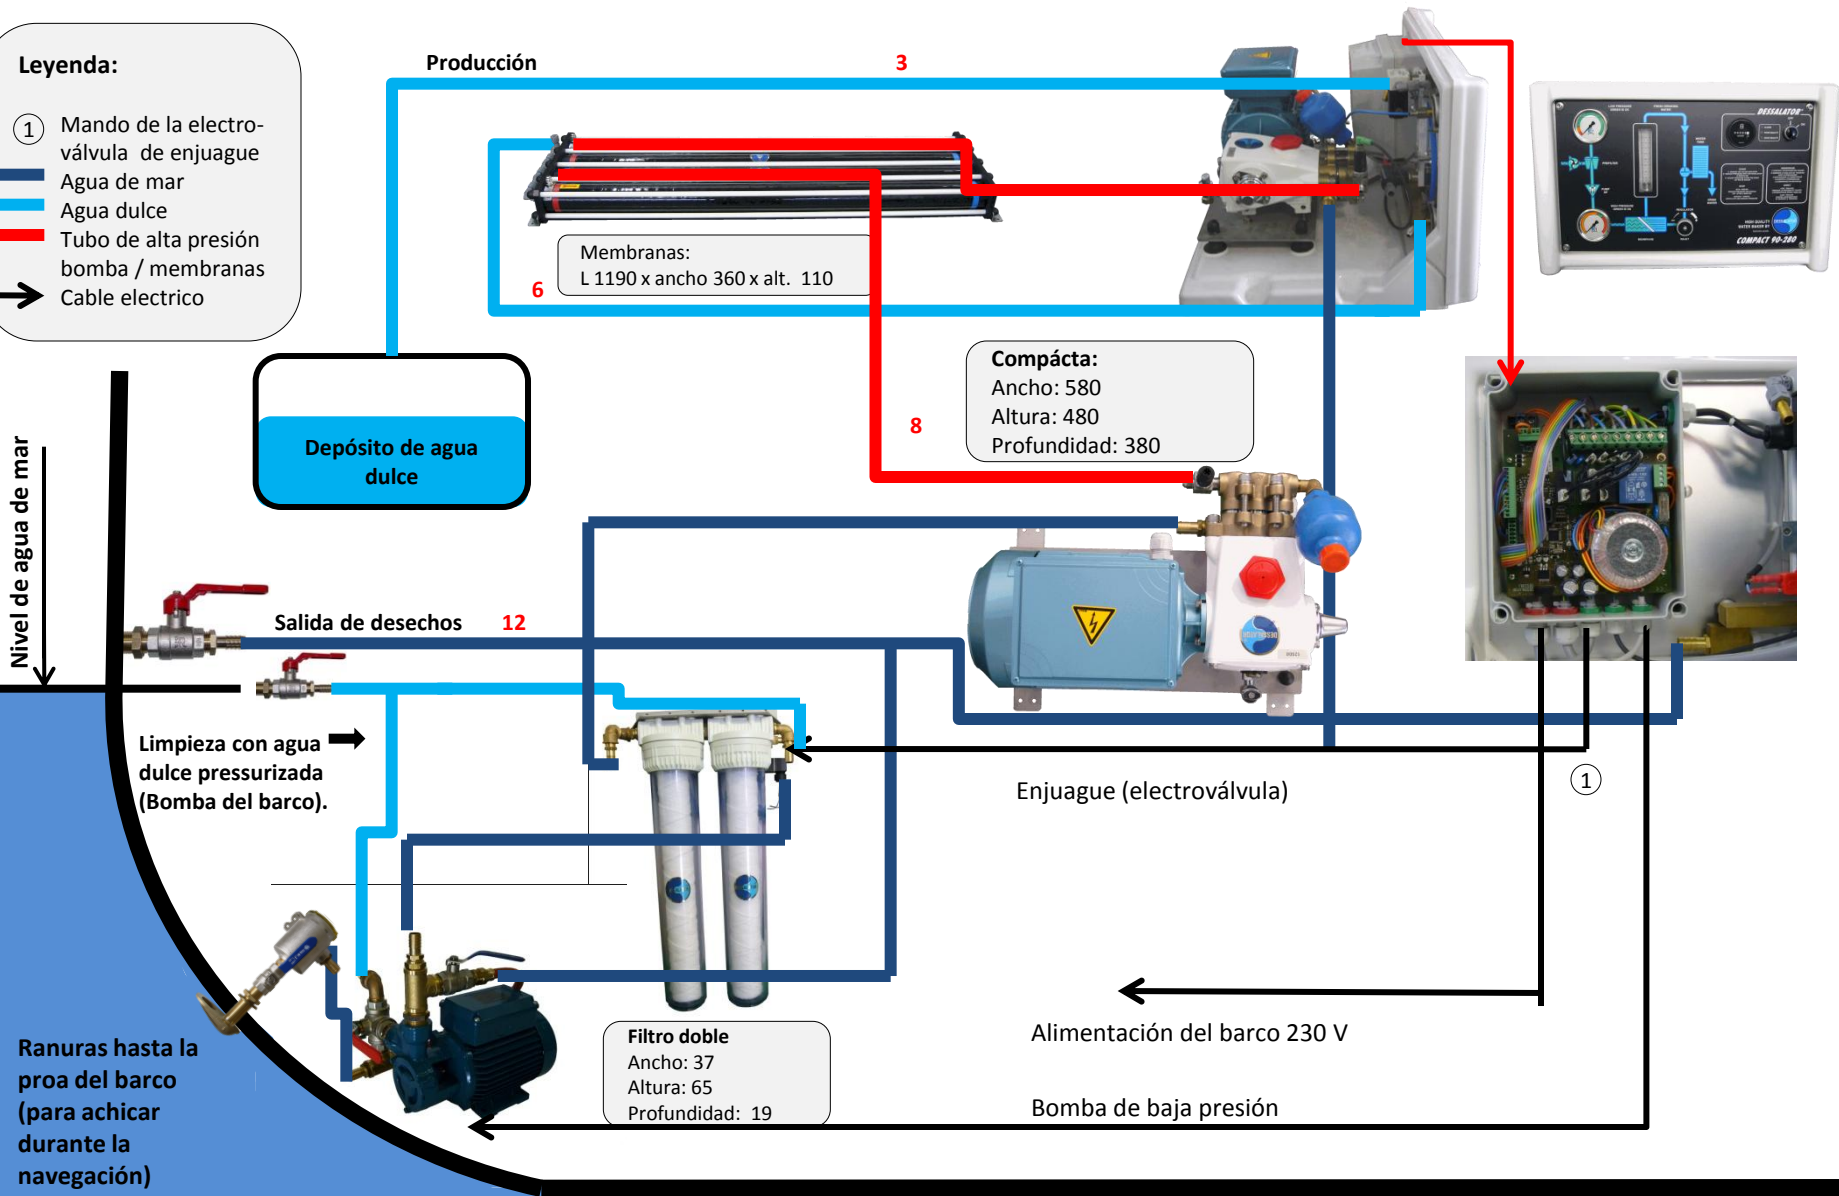 Leyenda:
1 Mando de la electro-
válvula de enjuague
Agua de mar
Agua dulce
Tubo de alta presión
bomba / membranas
Cable electrico
Producción
3
Membranas:
L 1190 x ancho 360 x alt. 110
6
DESSALATOR
COMPACT 90-280
Compácta:
Ancho: 580
Altura: 480
Profundidad: 380
8
Depósito de agua
dulce
Nivel de agua de mar
Salida de desechos 12
DESSALATOR
Limpieza con agua
dulce pressurizada
(Bomba del barco).
Enjuague (electroválvula)
1
Filtro doble
Ancho: 37
Altura: 65
Profundidad: 19
Alimentación del barco 230 V
Bomba de baja presión
Ranuras hasta la
proa del barco
(para achicar
durante la
navegación)